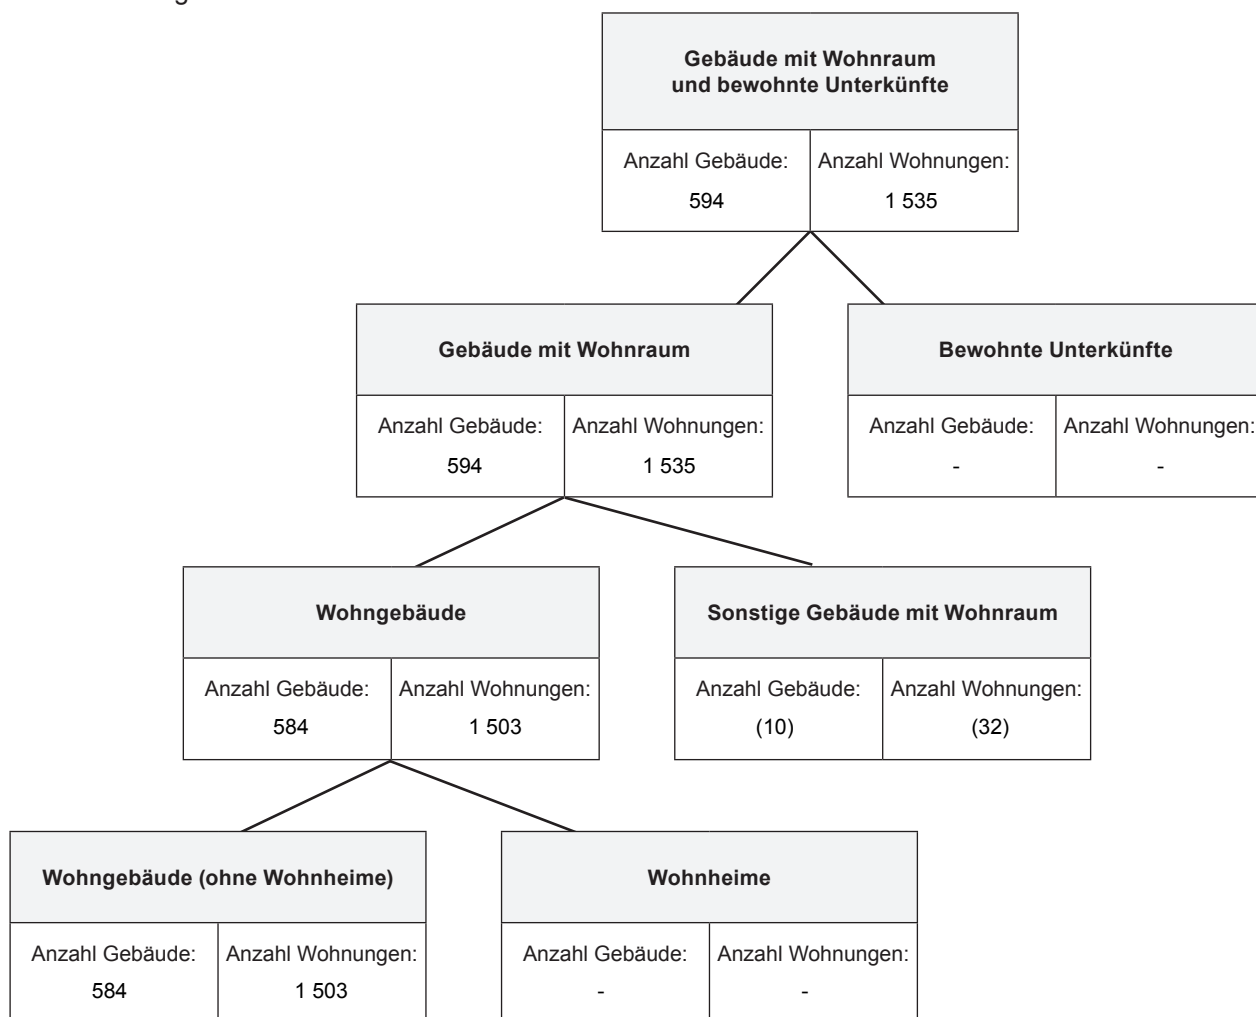 Gebäude mit Wohnraum
und bewohnte Unterkünfte
Anzahl Gebäude: Anzahl Wohnungen:
594 1 535
Gebäude mit Wohnraum
Anzahl Gebäude: Anzahl Wohnungen:
594 1 535
Bewohnte Unterkünfte
Anzahl Gebäude: Anzahl Wohnungen:
- -
Wohngebäude
Anzahl Gebäude: Anzahl Wohnungen:
584 1 503
Sonstige Gebäude mit Wohnraum
Anzahl Gebäude: Anzahl Wohnungen:
(10) (32)
Wohngebäude (ohne Wohnheime)
Anzahl Gebäude: Anzahl Wohnungen:
584 1 503
Wohnheime
Anzahl Gebäude: Anzahl Wohnungen:
- -